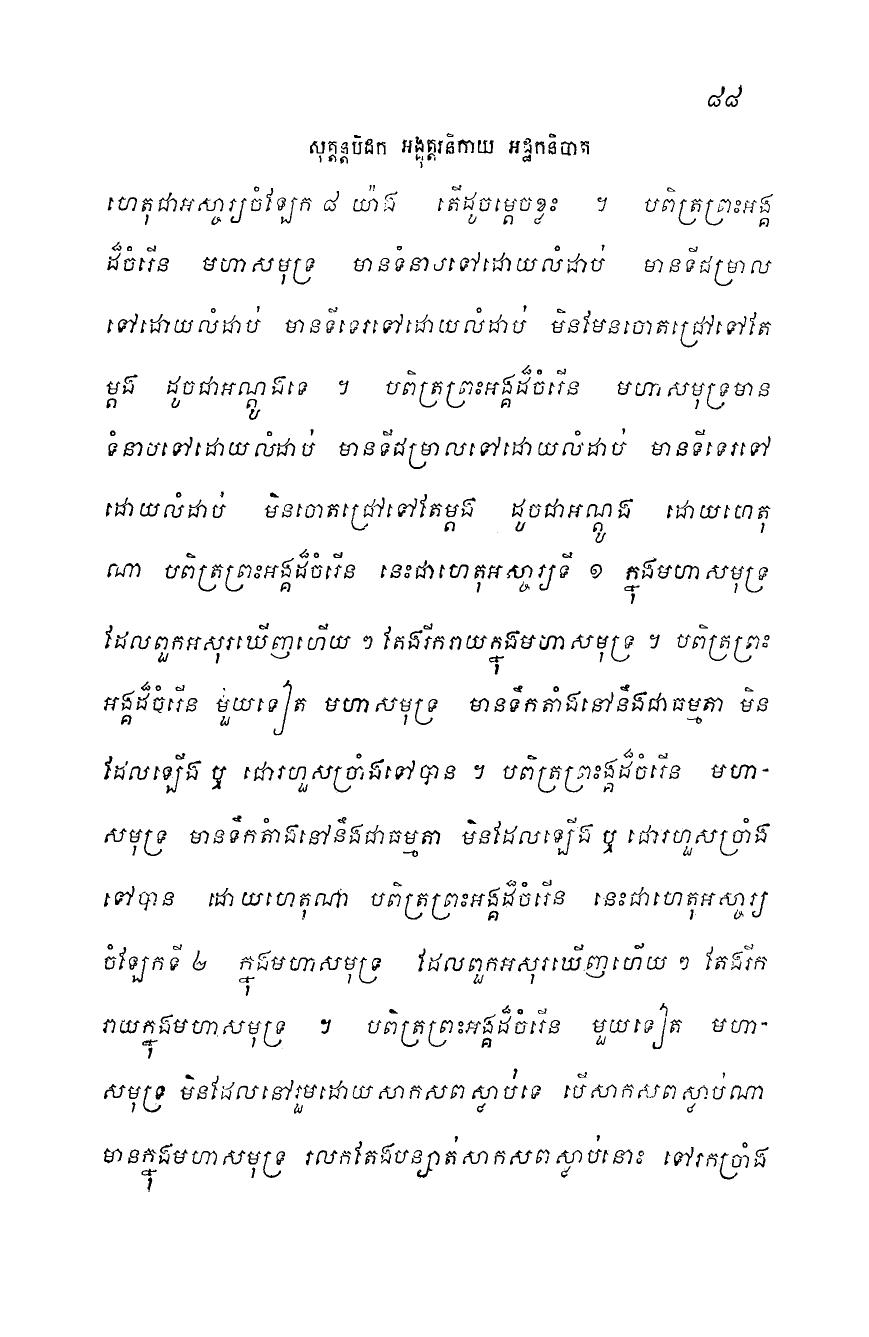 ៨៨
សុត្តន្តបិដក អង្គុត្តរនិកាយ អដ្ឋកនិបាត
ហេតុជាអស្ចារ្យចំឡែក ៨ យ៉ាង តើដូចម្តេចខ្លះ ។ បពិត្រព្រះអង្គ
ដ៏ចំរើន មហាសមុទ្រ មានទំនាបទៅដោយលំដាប់ មានទីជម្រាល
ទៅដោយលំដាប់ មានទីទេរទៅដោយលំដាប់ មិនមែនចោតជ្រៅទៅតែ
ម្តង ដូចជាអណ្តូងទេ ។ បពិត្រព្រះអង្គដ៏ចំរើន មហាសមុទ្រមាន
ទំនាបទៅដោយលំដាប់ មានទីជម្រាលទៅដោយលំដាប់ មានទីទេរទៅ
ដោយលំដាប់ មិនចោតជ្រៅទៅតែម្តង ដូចជាអណ្តូង ដោយហេតុ
ណា បពិត្រព្រះអង្គដ៏ចំរើន នេះជាហេតុអស្ចារ្យទី ១ ក្នុងមហាសមុទ្រ
ដែលពួកអសុរឃើញហើយ ៗ តែងរីករាយក្នុងមហាសមុទ្រ ។ បពិត្រព្រះ
អង្គដ៏ចំរើន មួយទៀត មហាសមុទ្រ មានទឹកតាំងនៅនឹងជាធម្មតា មិន
ដែលឡើង ឬ ជោរហួសច្រាំងទៅបាន ។ បពិត្រព្រះង្គដ៏ចំរើន មហា-
សមុទ្រ មានទឹកតំាងនៅនឹងជាធម្មតា មិនដែលឡើង ឬ ជោរហួសច្រាំង
ទៅបាន ដោយហេតុណា បពិត្រព្រះអង្គដ៏ចំរើន នេះជាហេតុអស្ចារ្យ
ចំឡែកទី ២ ក្នុងមហាសមុទ្រ ដែលពួកអសុរឃើញហើយ ៗ តែងរីក
រាយក្នុងមហាសមុទ្រ ។ បពិត្រព្រះអង្គដ៏ចំរើន មួយទៀត មហា-
សមុទ្រ មិនដែលនៅរួមដោយសាកសពស្អាប់ទេ បើសាកសពស្អាប់ណា
មានក្នុងមហាសមុទ្រ រលកតែងបន្សាត់សាកសពស្អាប់នោះ ទៅរកច្រាំង